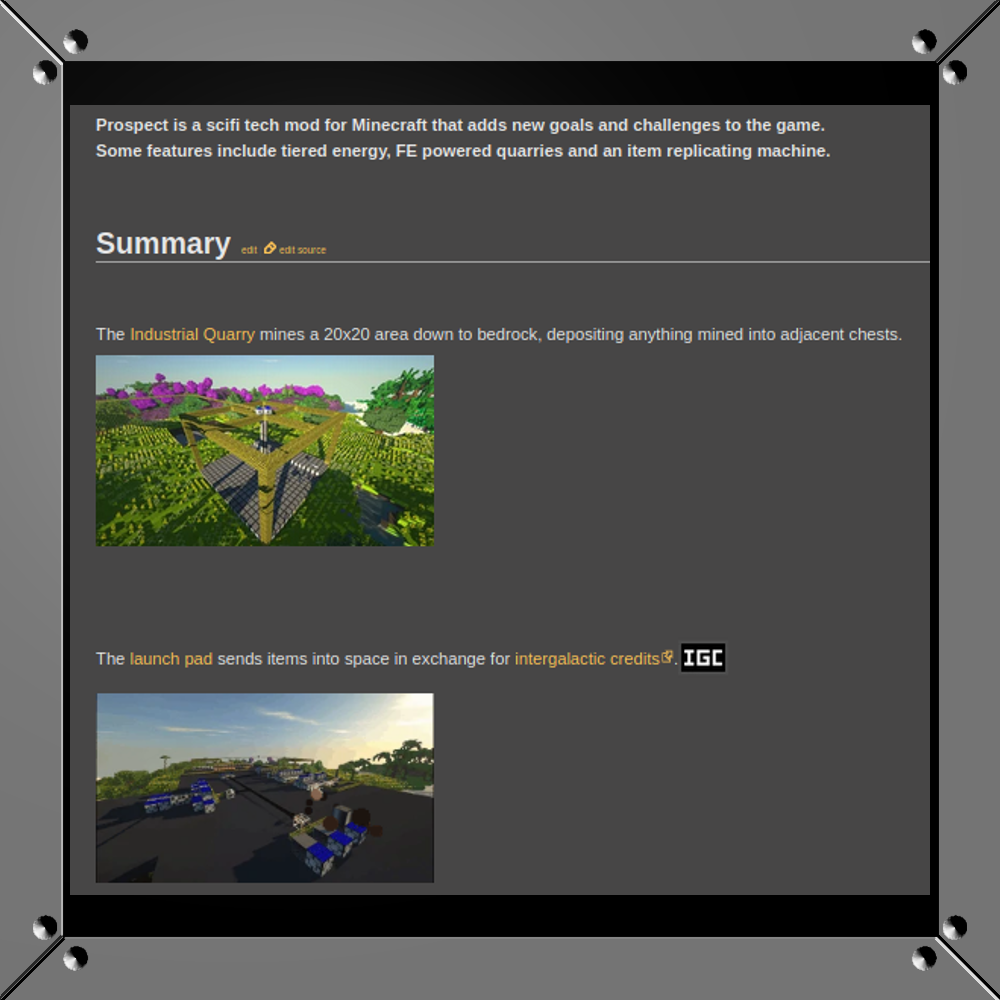 Prospect is a scifi tech mod for Minecraft that adds new goals and challenges to the game.
Some features include tiered energy, FE powered quarries and an item replicating machine.
Summary edit edit source
The Industrial Quarry mines a 20x20 area down to bedrock, depositing anything mined into adjacent chests.
The launch pad sends items into space in exchange for intergalactic credits. IGC